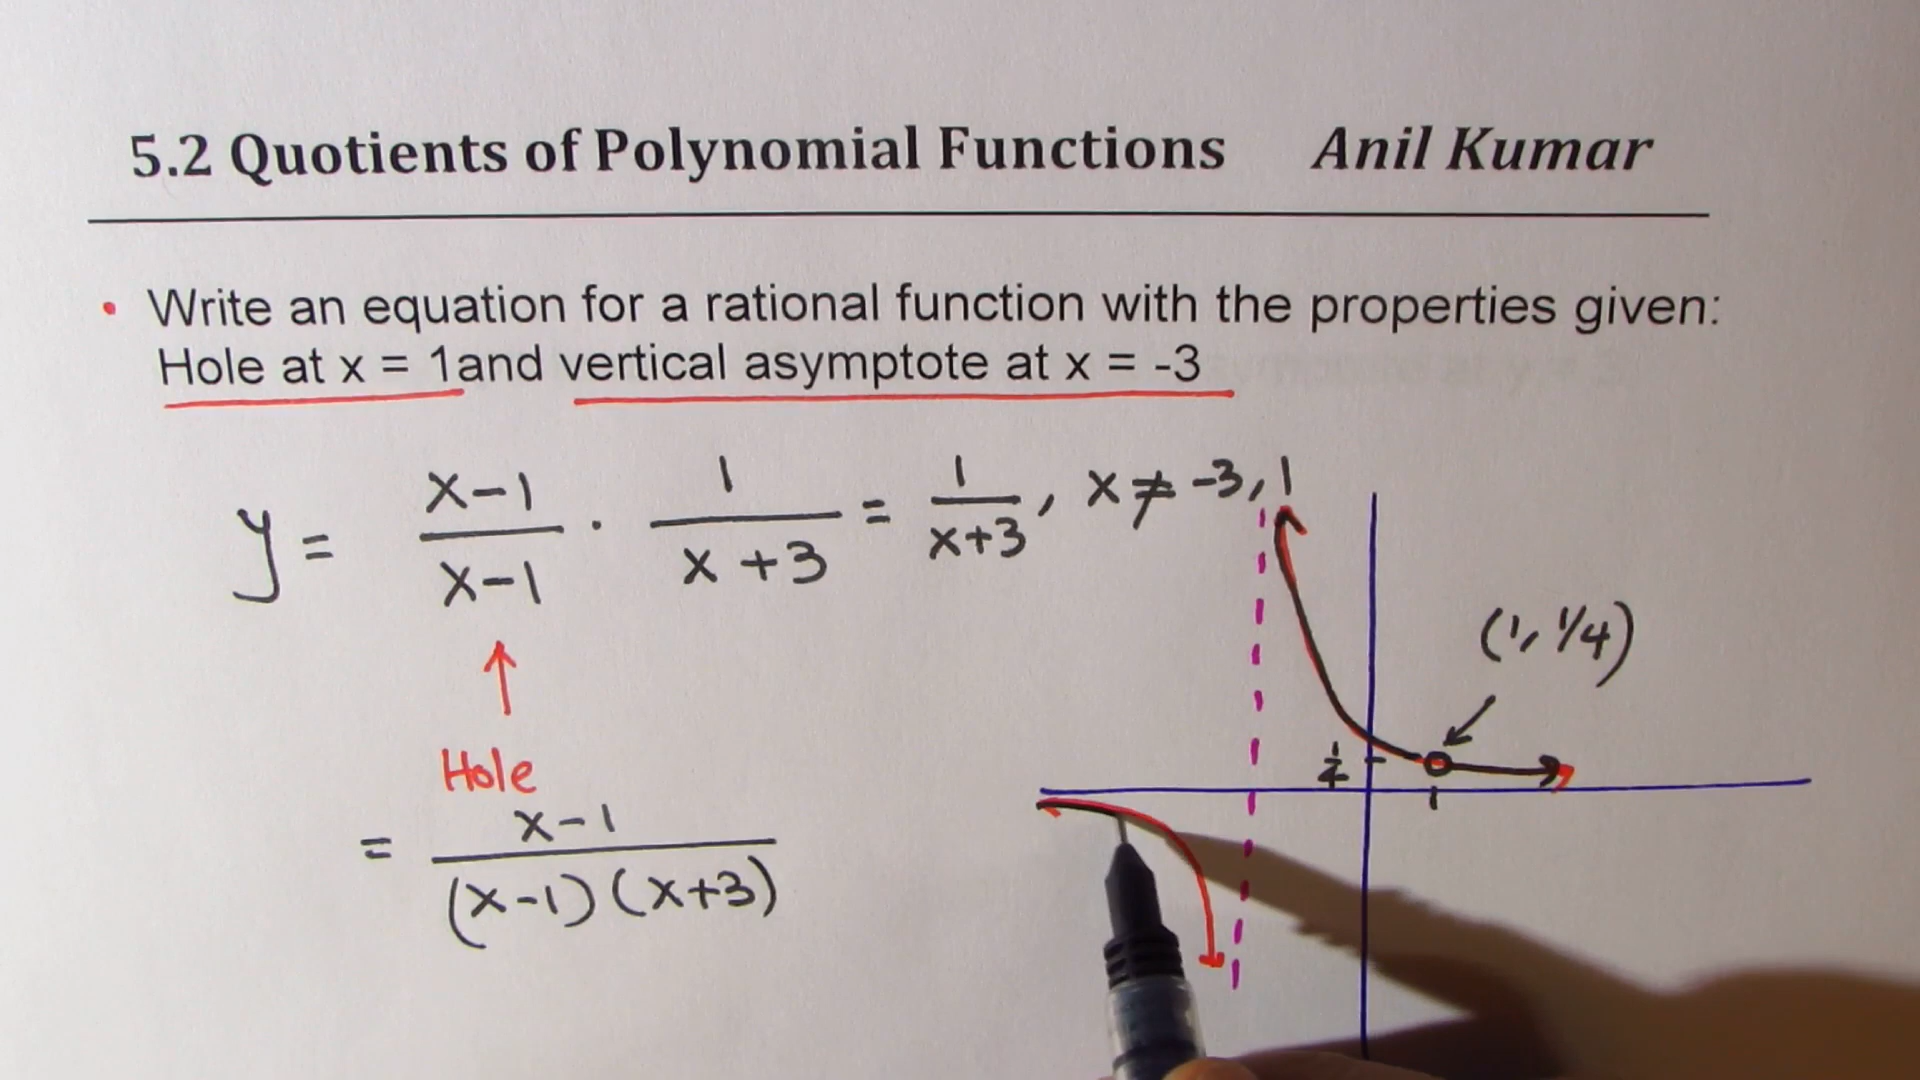 5.2 Quotients of Polynomial Functions Anil Kumar
• Write an equation for a rational function with the properties given:
Hole at x = 1and vertical asymptote at x = -3
y = (x-1)/(x-1) · 1/(x+3) = 1/(x+3), x ≠ -3, 1
(1, 1/4)
↑
Hole
1/4
1
= (x-1)/((x-1)(x+3))